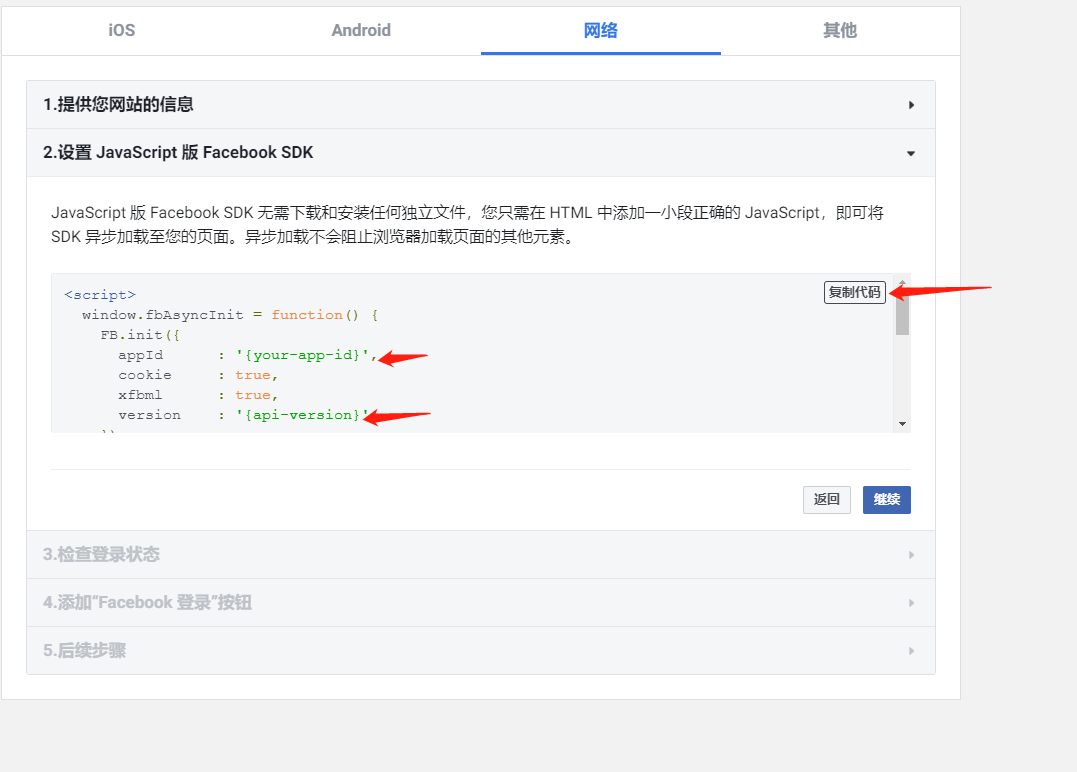 iOS
Android
网络
其他
1.提供您网站的信息
2.设置 JavaScript 版 Facebook SDK
JavaScript 版 Facebook SDK 无需下载和安装任何独立文件，您只需在 HTML 中添加一小段正确的 JavaScript，即可将
SDK 异步加载至您的页面。异步加载不会阻止浏览器加载页面的其他元素。
复制代码
<script>
window.fbAsyncInit = function() {
FB.init({
appId : '{your-app-id}',
cookie : true,
xfbml : true,
version : '{api-version}'
});
返回
继续
3.检查登录状态
4.添加“Facebook 登录”按钮
5.后续步骤